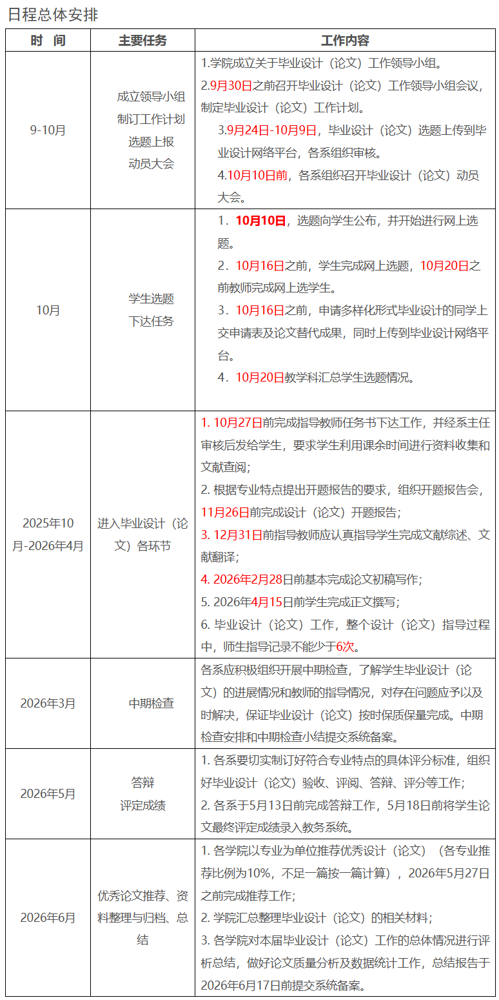 日程总体安排
时 间
主要任务
工作内容
9-10月
成立领导小组
制订工作计划
选题上报
动员大会
1.学院成立关于毕业设计（论文）工作领导小组。
2.9月30日之前召开毕业设计（论文）工作领导小组会议，
制定毕业设计（论文）工作计划。
3.9月24日-10月9日，毕业设计（论文）选题上传到毕
业设计网络平台，各系组织审核。
4.10月10日前，各系组织召开毕业设计（论文）动员
大会。
10月
学生选题
下达任务
1．10月10日，选题向学生公布，并开始进行网上选
题。
2．10月16日之前，学生完成网上选题，10月20日之
前教师完成网上选学生。
3．10月16日之前，申请多样化形式毕业设计的同学上
交申请表及论文替代成果，同时上传到毕业设计网络平
台。
4．10月20日教学科汇总学生选题情况。
2025年10
月-2026年4月
进入毕业设计（论
文）各环节
1. 10月27日前完成指导教师任务书下达工作，并经系主任
审核后发给学生，要求学生利用课余时间进行资料收集和
文献查阅；
2. 根据专业特点提出开题报告的要求，组织开题报告会，
11月26日前完成设计（论文）开题报告；
3. 12月31日前指导教师应认真指导学生完成文献综述、文
献翻译；
4. 2026年2月28日前基本完成论文初稿写作；
5. 2026年4月15日前学生完成正文撰写；
6. 毕业设计（论文）工作，整个设计（论文）指导过程
中，师生指导记录不能少于6次。
2026年3月
中期检查
各系应积极组织开展中期检查，了解学生毕业设计（论
文）的进展情况和教师的指导情况，对存在问题应予以及
时解决，保证毕业设计（论文）按时保质保量完成。中期
检查安排和中期检查小结提交系统备案。
2026年5月
答辩
评定成绩
1. 各系要切实制订好符合专业特点的具体评分标准，组织
好毕业设计（论文）验收、评阅、答辩、评分等工作；
2. 各系于5月13日前完成答辩工作，5月18日前将学生论
文最终评定成绩录入教务系统。
2026年6月
优秀论文推荐、资
料整理与归档、总
结
1. 各学院以专业为单位推荐优秀设计（论文）（各专业推
荐比例为10%，不足一篇按一篇计算），2026年5月27日
之前完成推荐工作；
2. 学院汇总整理毕业设计（论文）的相关材料；
3. 各学院对本届毕业设计（论文）工作的总体情况进行评
析总结，做好论文质量分析及数据统计工作，总结报告于
2026年6月17日前提交系统备案。